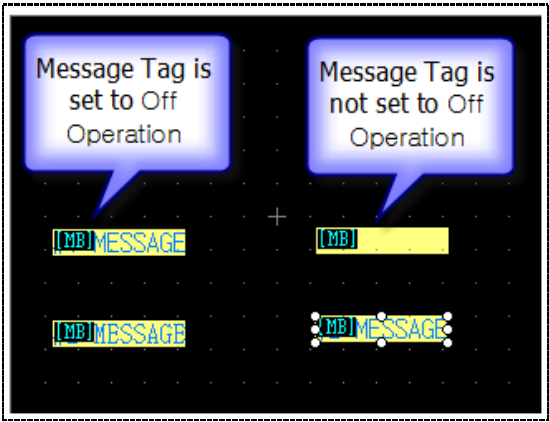 Message Tag is
set to Off
Operation
Message Tag is
not set to Off
Operation
[MB] MESSAGE
[MB]
[MB] MESSAGE
[MB] MESSAGE